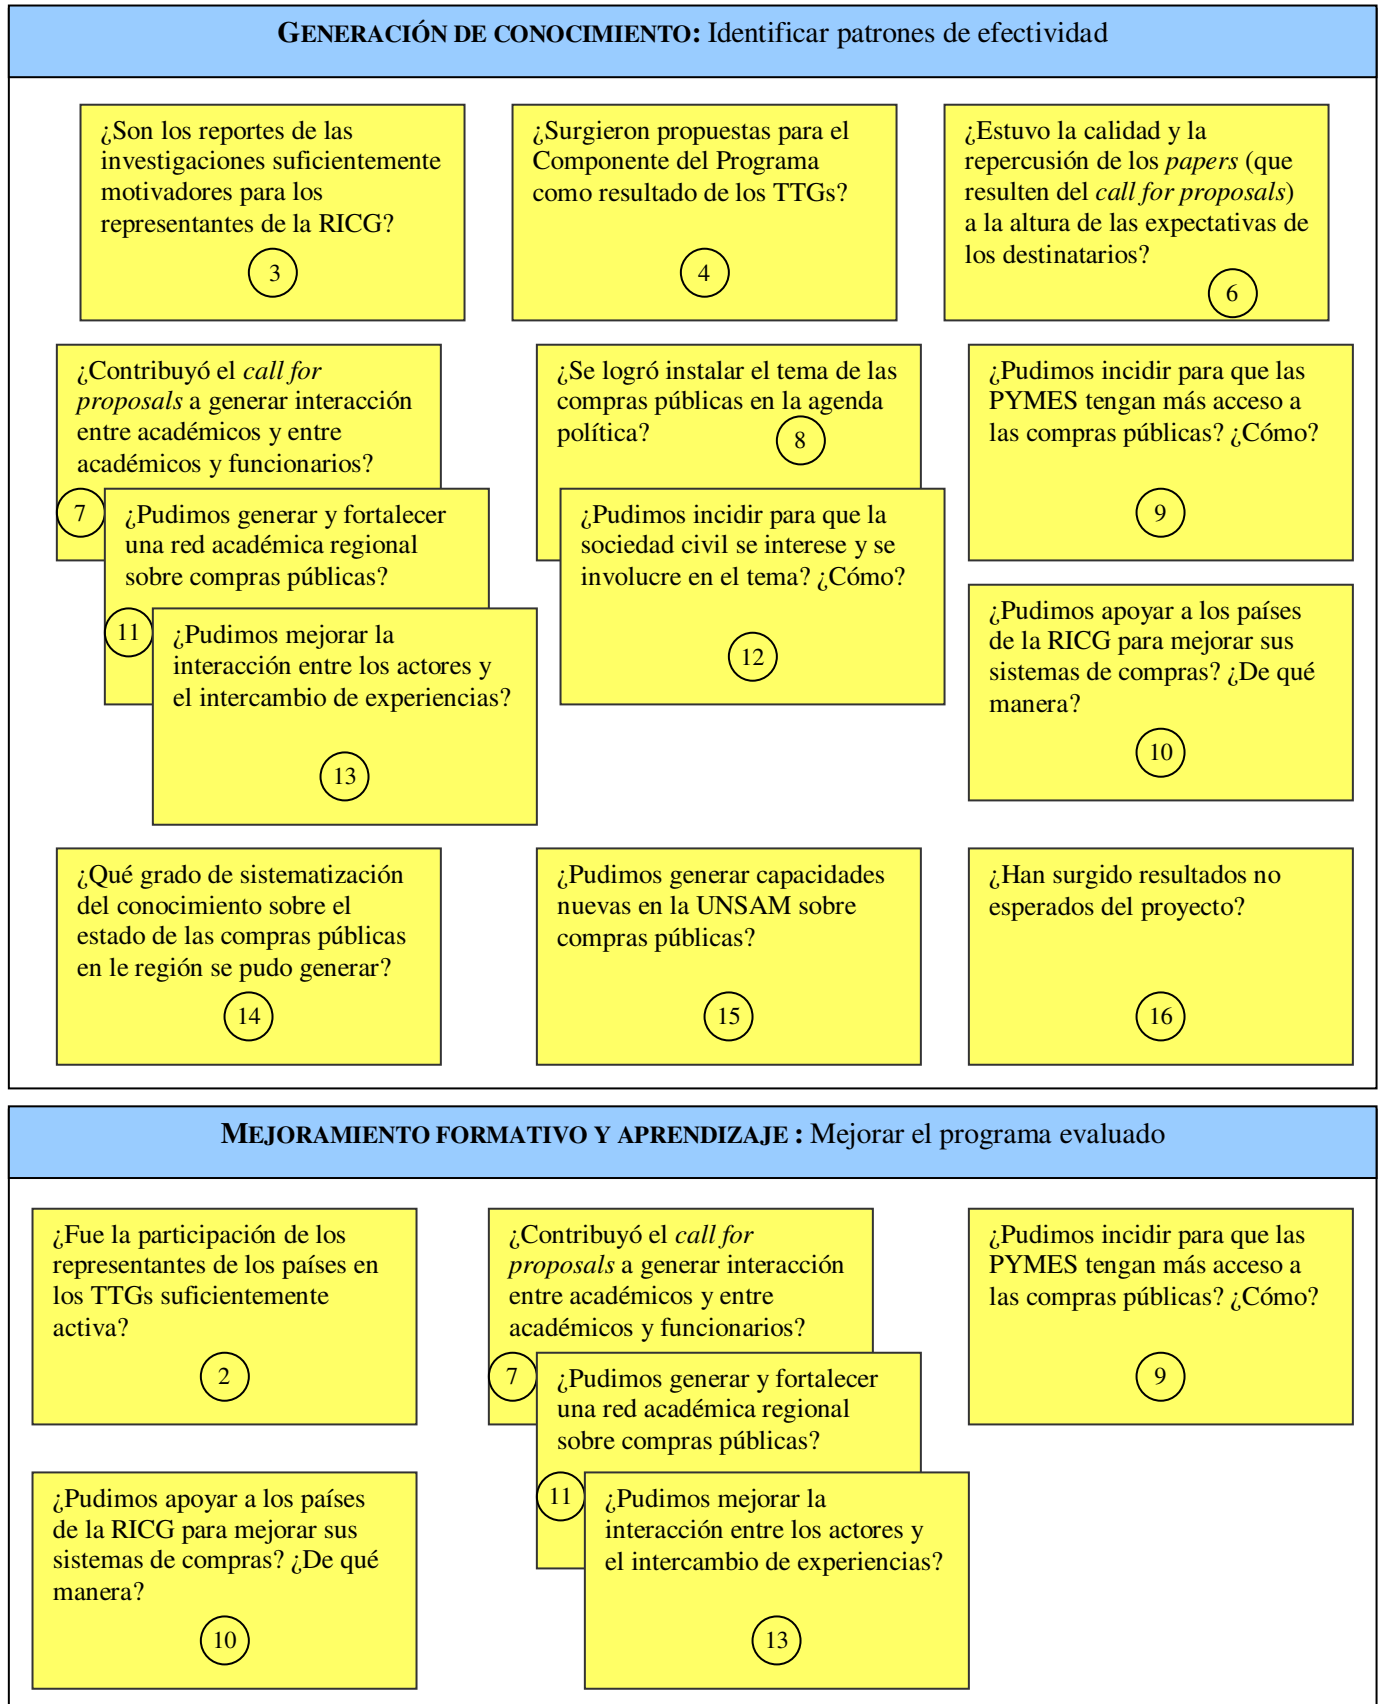 GENERACIÓN DE CONOCIMIENTO: Identificar patrones de efectividad
¿Son los reportes de las
investigaciones suficientemente
motivadores para los
representantes de la RICG?
3
¿Surgieron propuestas para el
Componente del Programa
como resultado de los TTGs?
4
¿Estuvo la calidad y la
repercusión de los papers (que
resulten del call for proposals)
a la altura de las expectativas de
los destinatarios?
6
¿Contribuyó el call for
proposals a generar interacción
entre académicos y entre
académicos y funcionarios?
7
¿Pudimos generar y fortalecer
una red académica regional
sobre compras públicas?
11
¿Pudimos mejorar la
interacción entre los actores y
el intercambio de experiencias?
13
¿Se logró instalar el tema de las
compras públicas en la agenda
política?
8
¿Pudimos incidir para que la
sociedad civil se interese y se
involucre en el tema? ¿Cómo?
12
¿Pudimos incidir para que las
PYMES tengan más acceso a
las compras públicas? ¿Cómo?
9
¿Pudimos apoyar a los países
de la RICG para mejorar sus
sistemas de compras? ¿De qué
manera?
10
¿Qué grado de sistematización
del conocimiento sobre el
estado de las compras públicas
en le región se pudo generar?
14
¿Pudimos generar capacidades
nuevas en la UNSAM sobre
compras públicas?
15
¿Han surgido resultados no
esperados del proyecto?
16
MEJORAMIENTO FORMATIVO Y APRENDIZAJE : Mejorar el programa evaluado
¿Fue la participación de los
representantes de los países en
los TTGs suficientemente
activa?
2
¿Contribuyó el call for
proposals a generar interacción
entre académicos y entre
académicos y funcionarios?
7
¿Pudimos generar y fortalecer
una red académica regional
sobre compras públicas?
11
¿Pudimos mejorar la
interacción entre los actores y
el intercambio de experiencias?
13
¿Pudimos incidir para que las
PYMES tengan más acceso a
las compras públicas? ¿Cómo?
9
¿Pudimos apoyar a los países
de la RICG para mejorar sus
sistemas de compras? ¿De qué
manera?
10